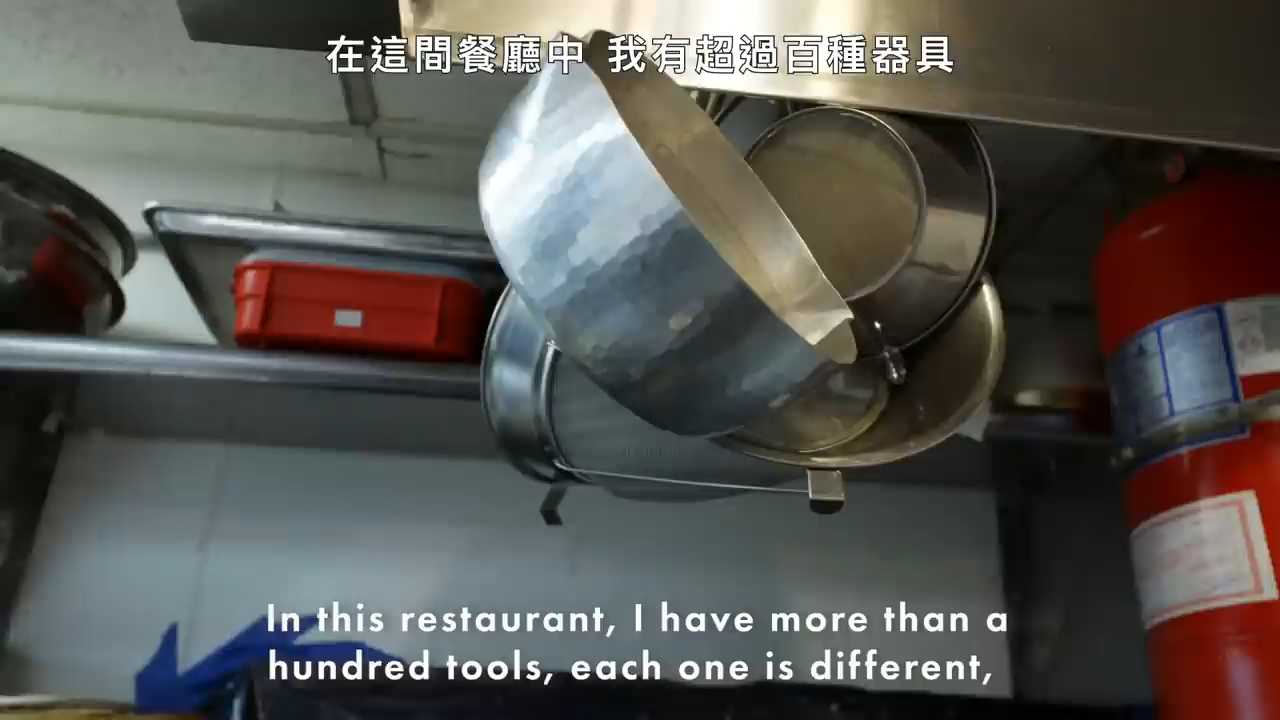 在這間餐廳中 我有超過百種器具
In this restaurant, I have more than a
hundred tools, each one is different,